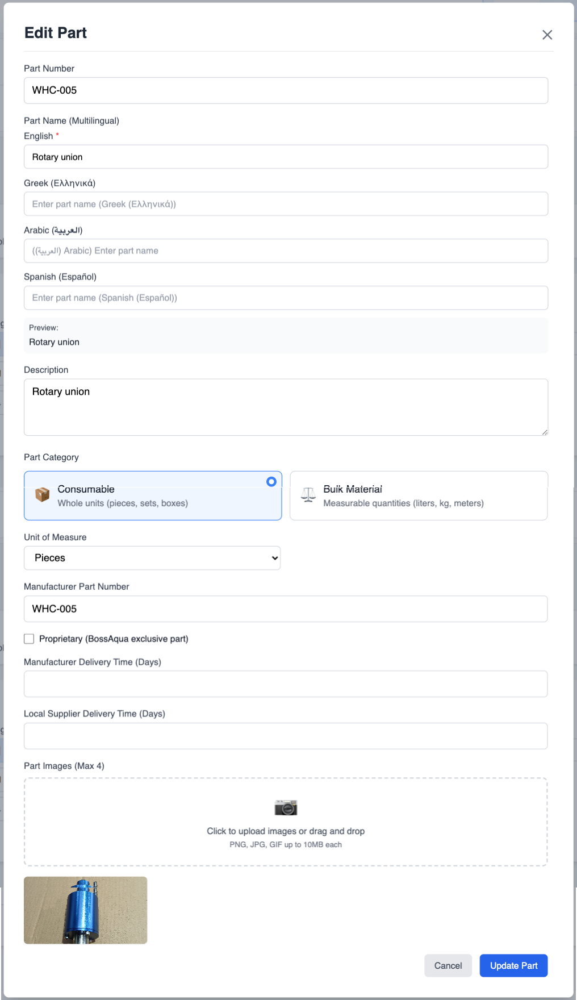 Edit Part
Part Number
WHC-005
Part Name (Multilingual)
English *
Rotary union
Greek (Ελληνικά)
Enter part name (Greek (Ελληνικά))
Arabic (العربية)
((العربية) Arabic) Enter part name
Spanish (Español)
Enter part name (Spanish (Español))
Preview:
Rotary union
Description
Rotary union
Part Category
Consumable
Whole units (pieces, sets, boxes)
Bulk Material
Measurable quantities (liters, kg, meters)
Unit of Measure
Pieces
Manufacturer Part Number
WHC-005
Proprietary (BossAqua exclusive part)
Manufacturer Delivery Time (Days)
Local Supplier Delivery Time (Days)
Part Images (Max 4)
Click to upload images or drag and drop
PNG, JPG, GIF up to 10MB each
Cancel
Update Part